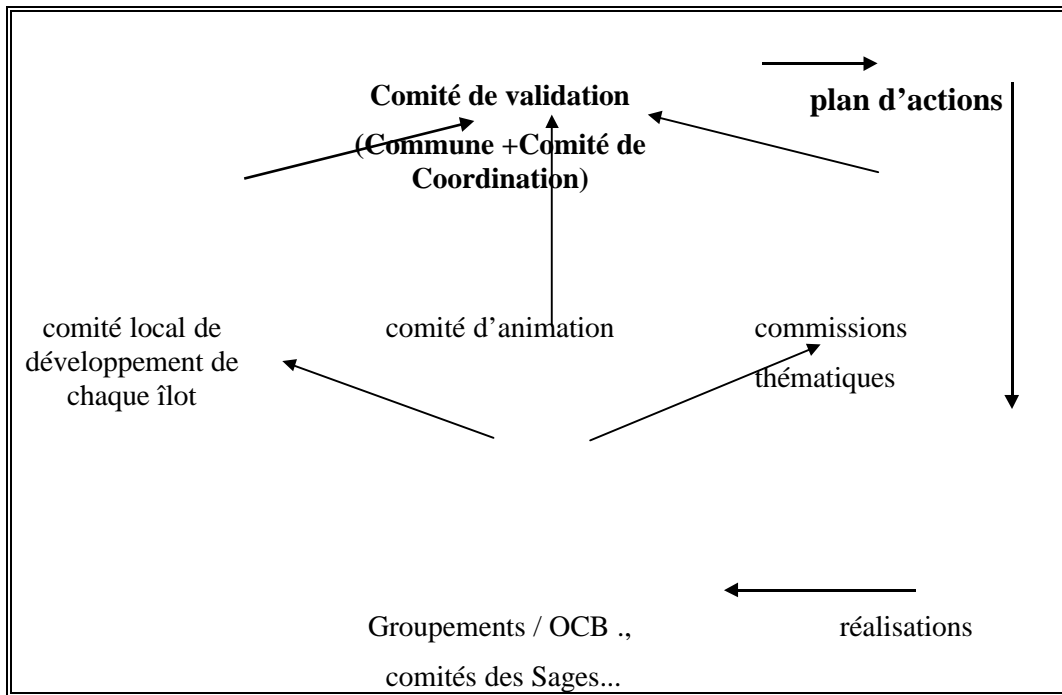 Comité de validation
plan d’actions
(Commune +Comité de
Coordination)
comité local de
développement de
chaque îlot
comité d’animation
commissions
thématiques
Groupements / OCB .,
comités des Sages...
réalisations